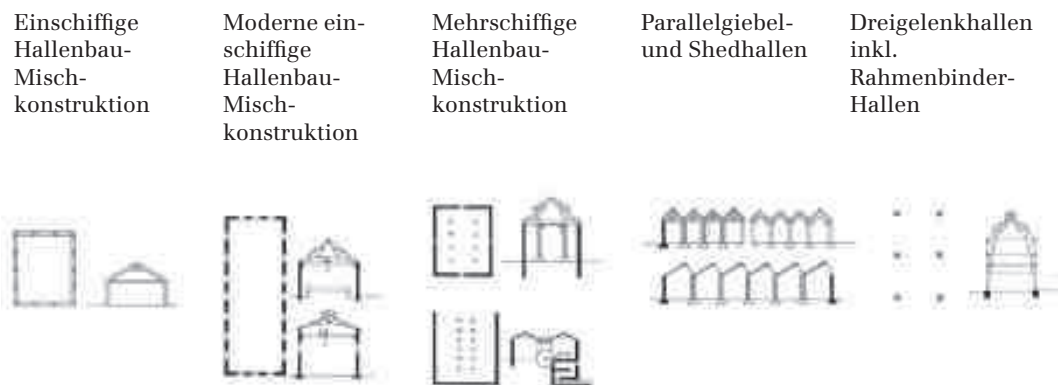 Einschiffige
Hallenbau-
Misch-
konstruktion
Moderne ein-
schiffige
Hallenbau-
Misch-
konstruktion
Mehrschiffige
Hallenbau-
Misch-
konstruktion
Parallelgiebel-
und Shedhallen
Dreigelenkhallen
inkl.
Rahmenbinder-
Hallen